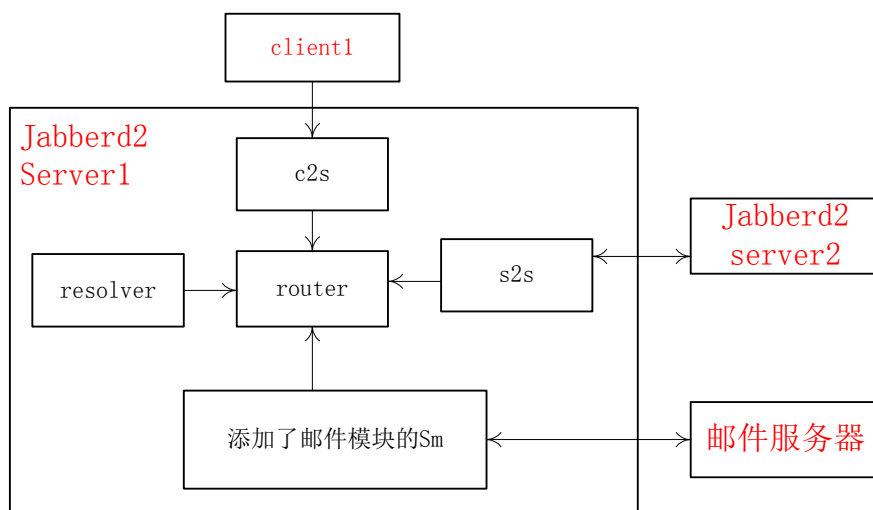 client1
Jabberd2
Server1
c2s
Jabberd2
server2
resolver
router
s2s
添加了邮件模块的Sm
邮件服务器